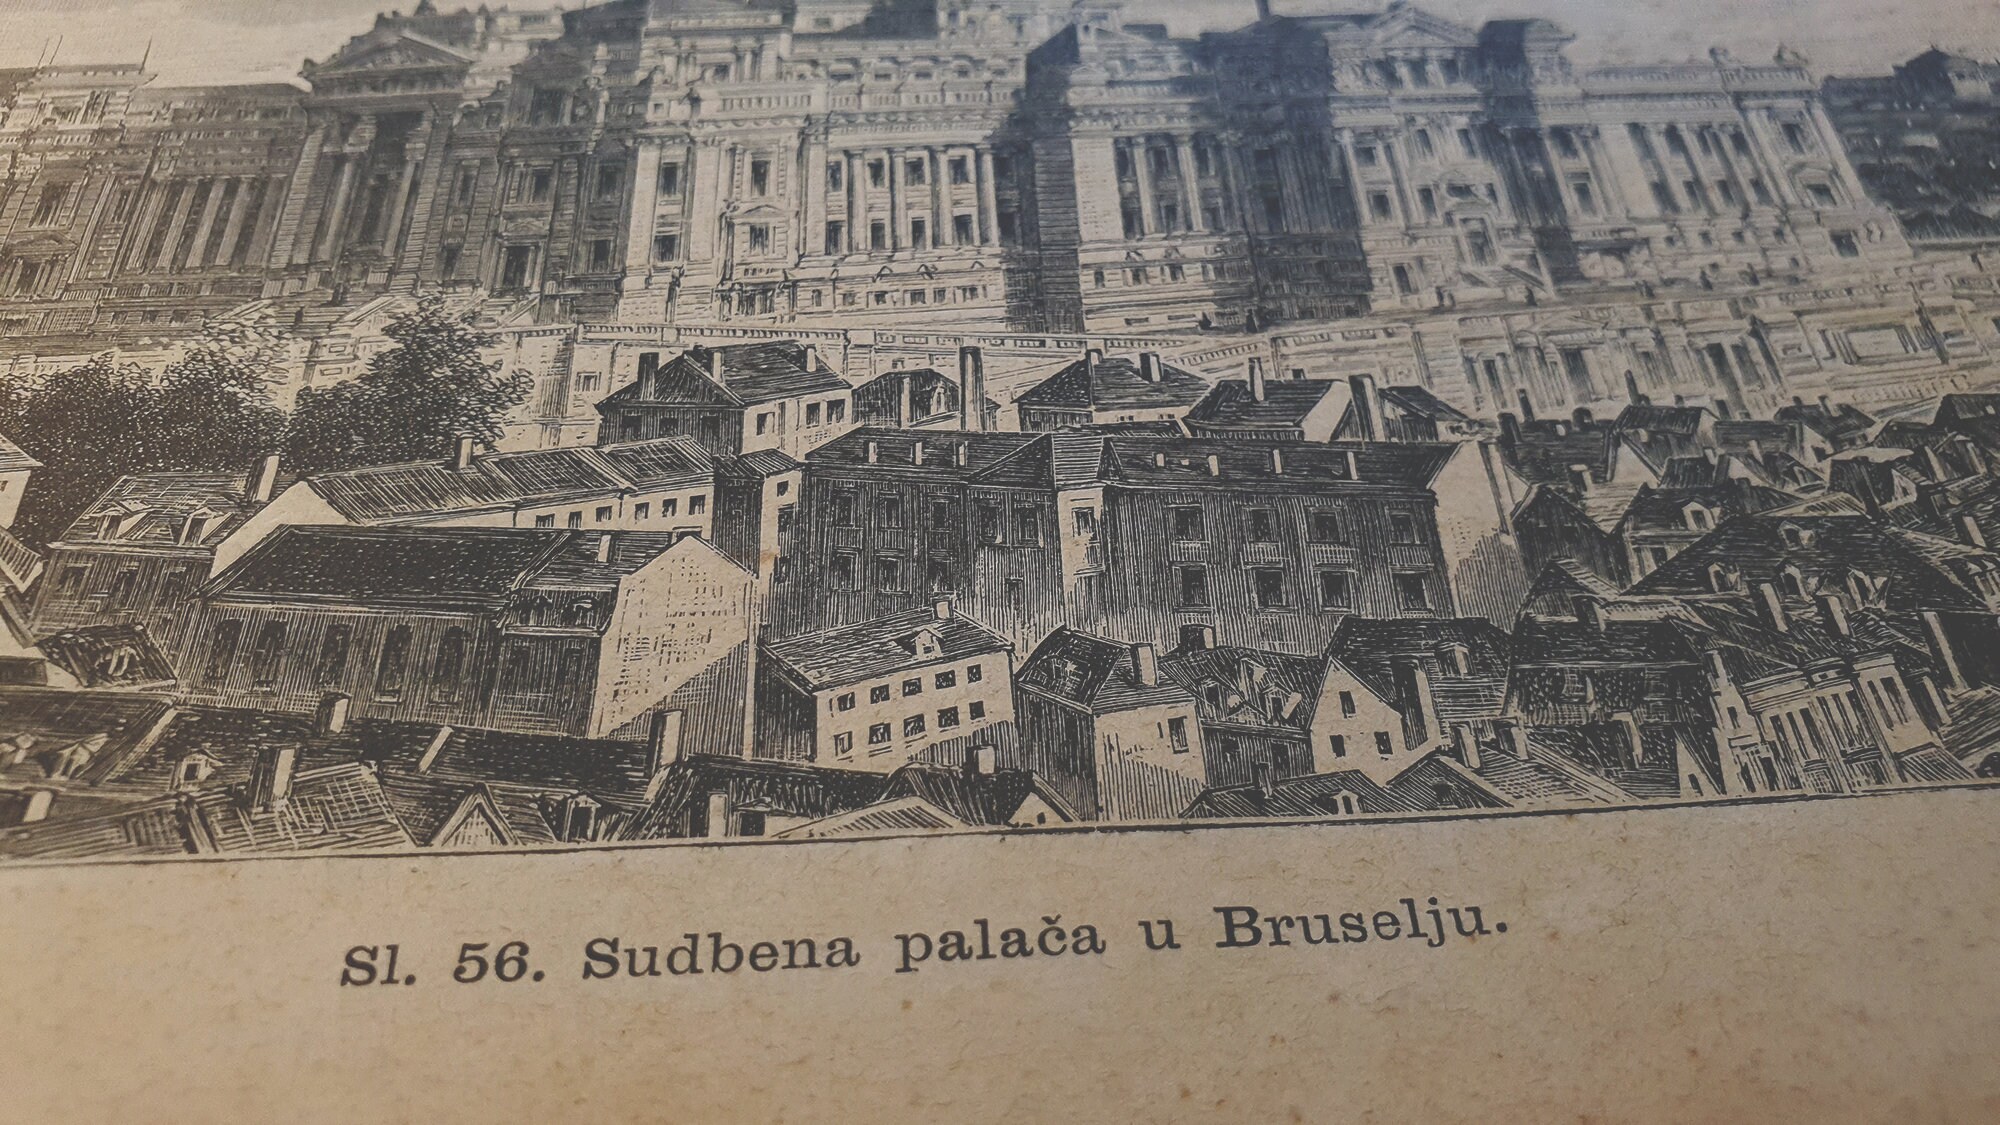 Sl. 56. Sudbena palača u Bruselju.